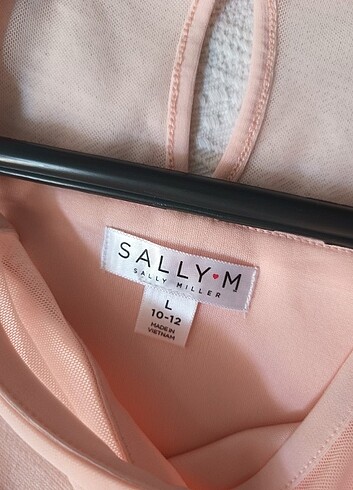 SALLY♥M
SALLY MILLER
L
10-12
MADE IN
VIETNAM